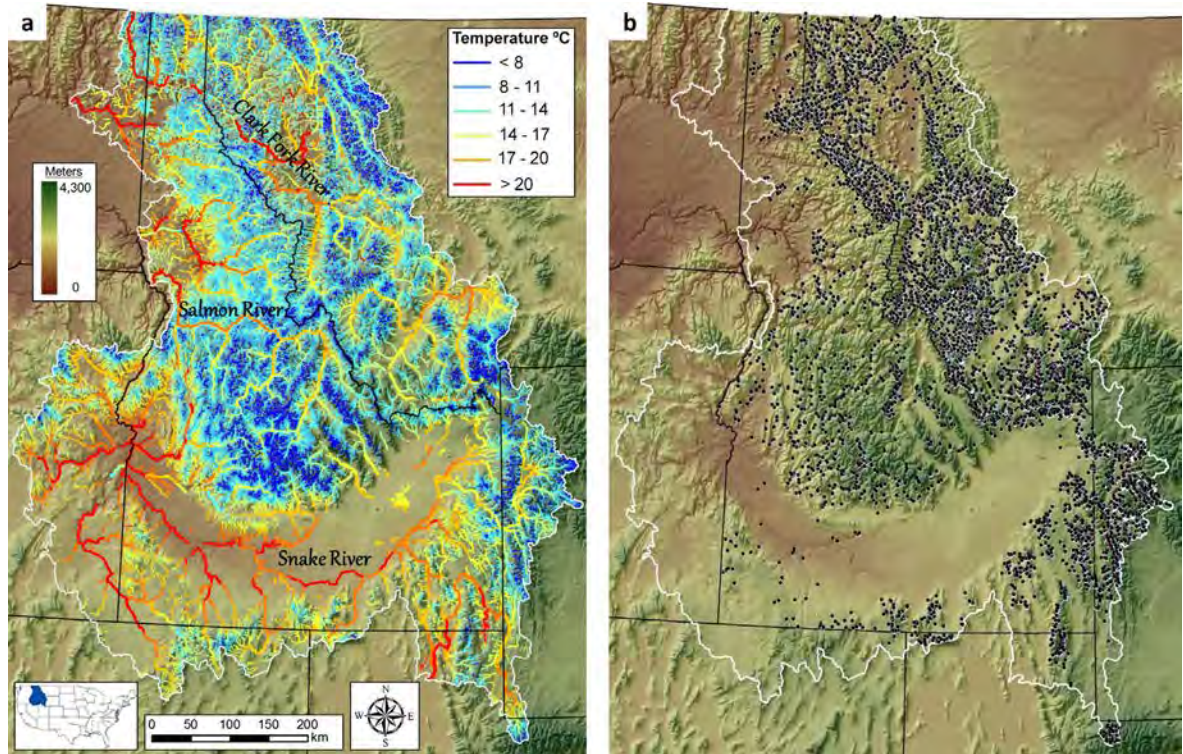 a
Temperature ºC
< 8
8 - 11
11 - 14
14 - 17
17 - 20
> 20
Clark Fork River
Meters
4,300
0
Salmon River
Snake River
0 50 100 150 200
km
N
W E
S
b